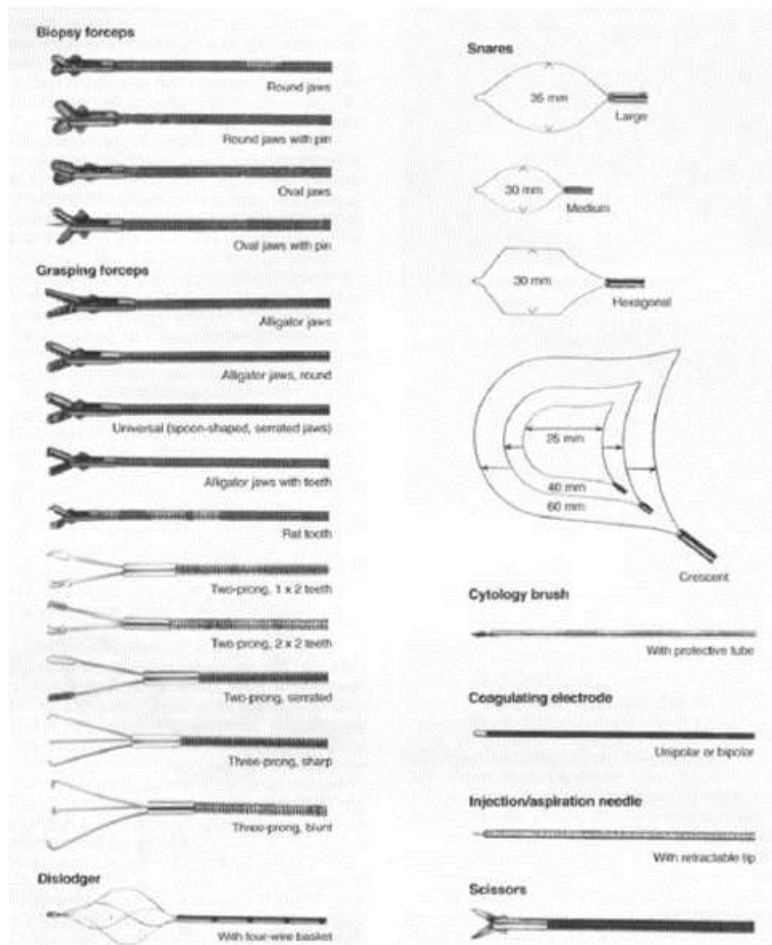 Biopsy forceps
Round jaws
Round jaws with pin
Oval jaws
Oval jaws with pin
Grasping forceps
Alligator jaws
Alligator jaws, round
Universal (spoon-shaped, serrated jaws)
Alligator jaws with teeth
Rat tooth
Two-prong, 1 x 2 teeth
Two-prong, 2 x 2 teeth
Two-prong, serrated
Three-prong, sharp
Three-prong, blunt
Dislodger
With four-wire basket
Snares
35 mm
Large
30 mm
Medium
30 mm
Hexagonal
25 mm
40 mm
60 mm
Crescent
Cytology brush
With protective tube
Coagulating electrode
Unipolar or bipolar
Injection/aspiration needle
With retractable tip
Scissors